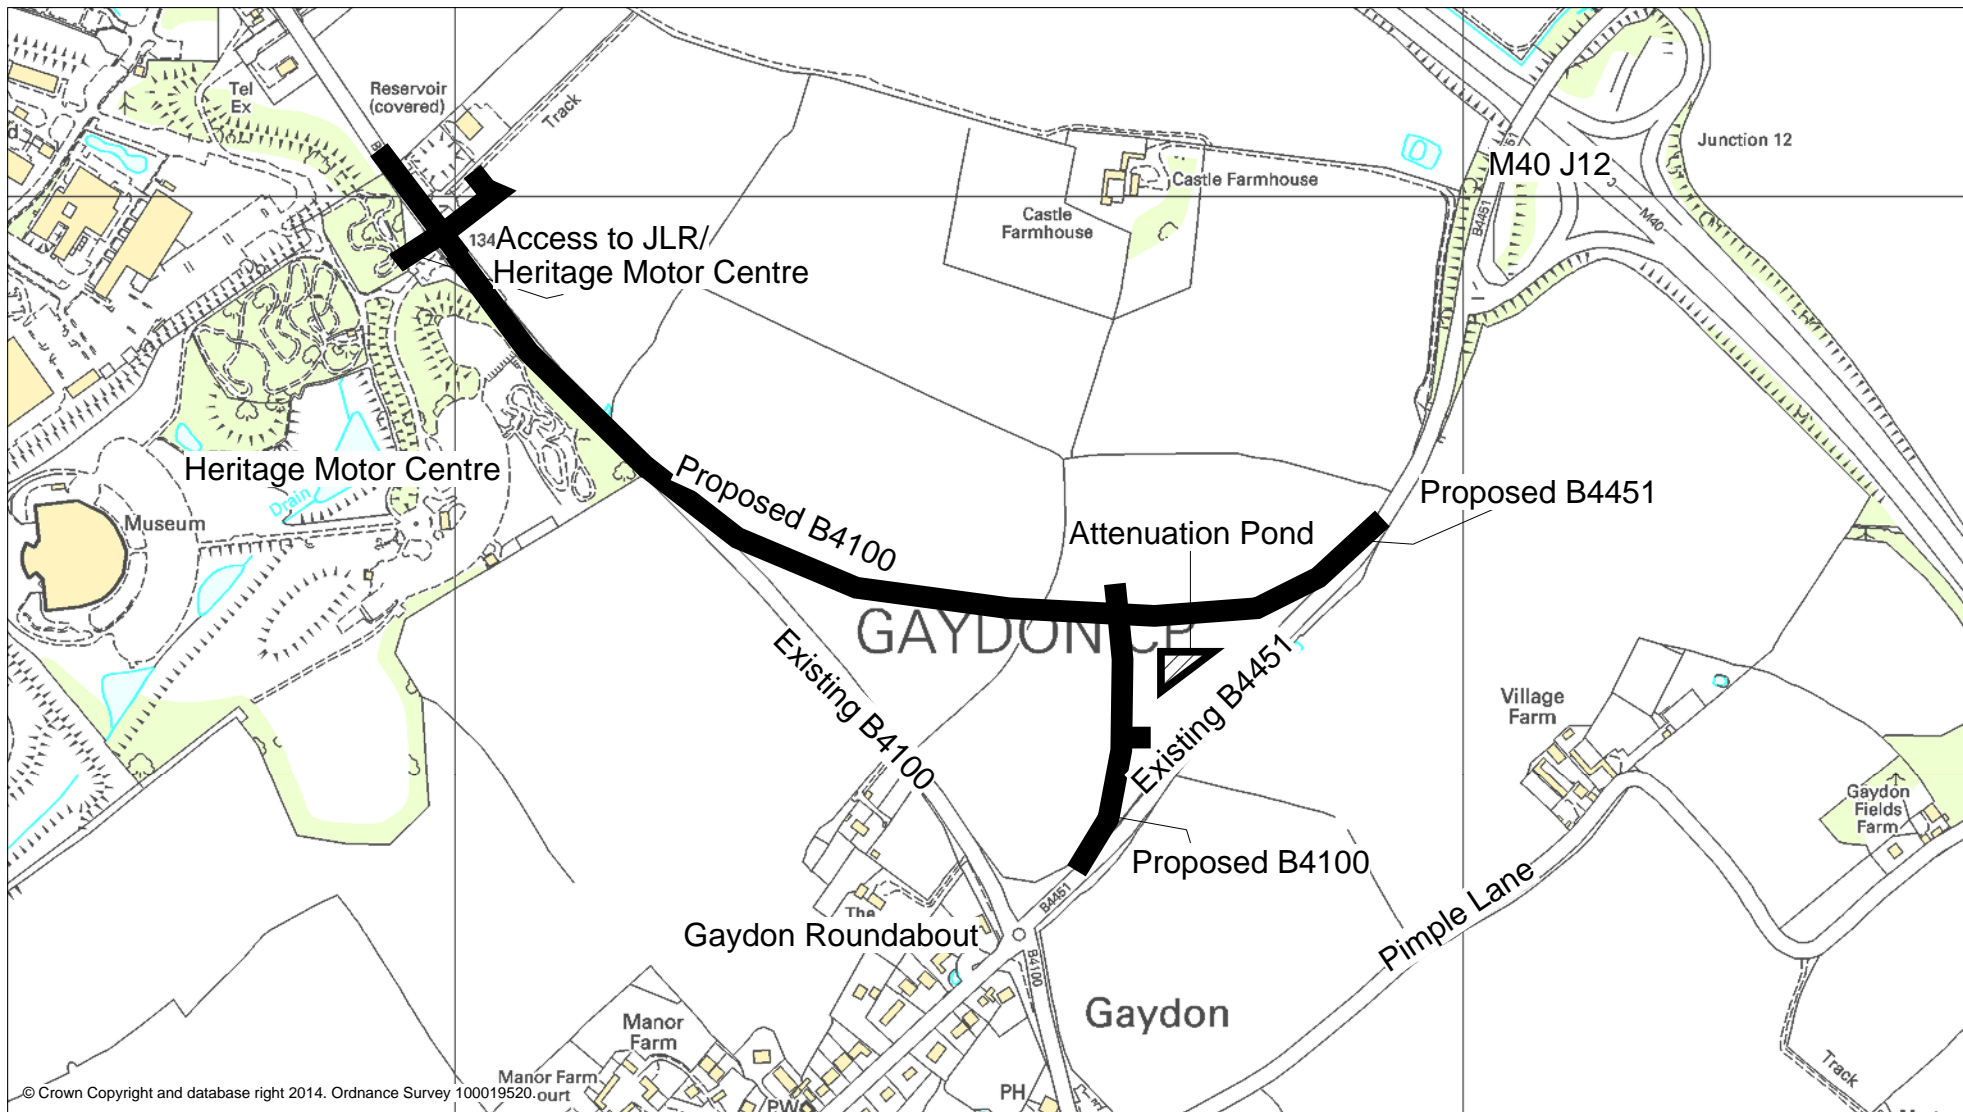 Tel
Ex
Reservoir
(covered)
Track
Junction 12
M40 J12
B4451
M40
Castle Farmhouse
Castle
Farmhouse
134
Access to JLR/
Heritage Motor Centre
Heritage Motor Centre
Drain
Museum
Proposed B4100
Proposed B4451
Attenuation Pond
GAYDON CP
Existing B4100
Existing B4451
Village
Farm
Gaydon
Fields
Farm
Proposed B4100
Pimple Lane
The
B4451
Gaydon Roundabout
B4100
Gaydon
Manor
Farm
Manor Farm
Court
PH
PW
Track
© Crown Copyright and database right 2014. Ordnance Survey 100019520.